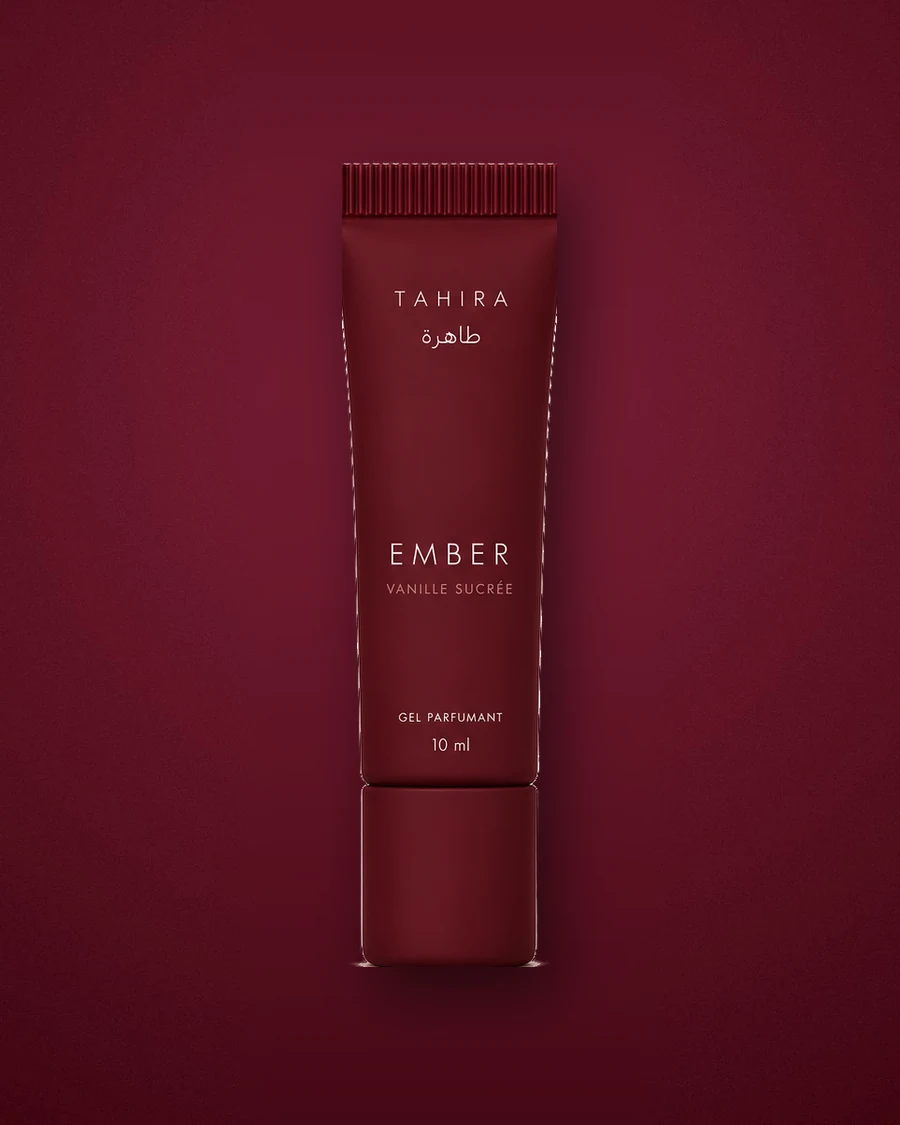 TAHIRA
طاهرة
EMBER
VANILLE SUCRÉE
GEL PARFUMANT
10 ml